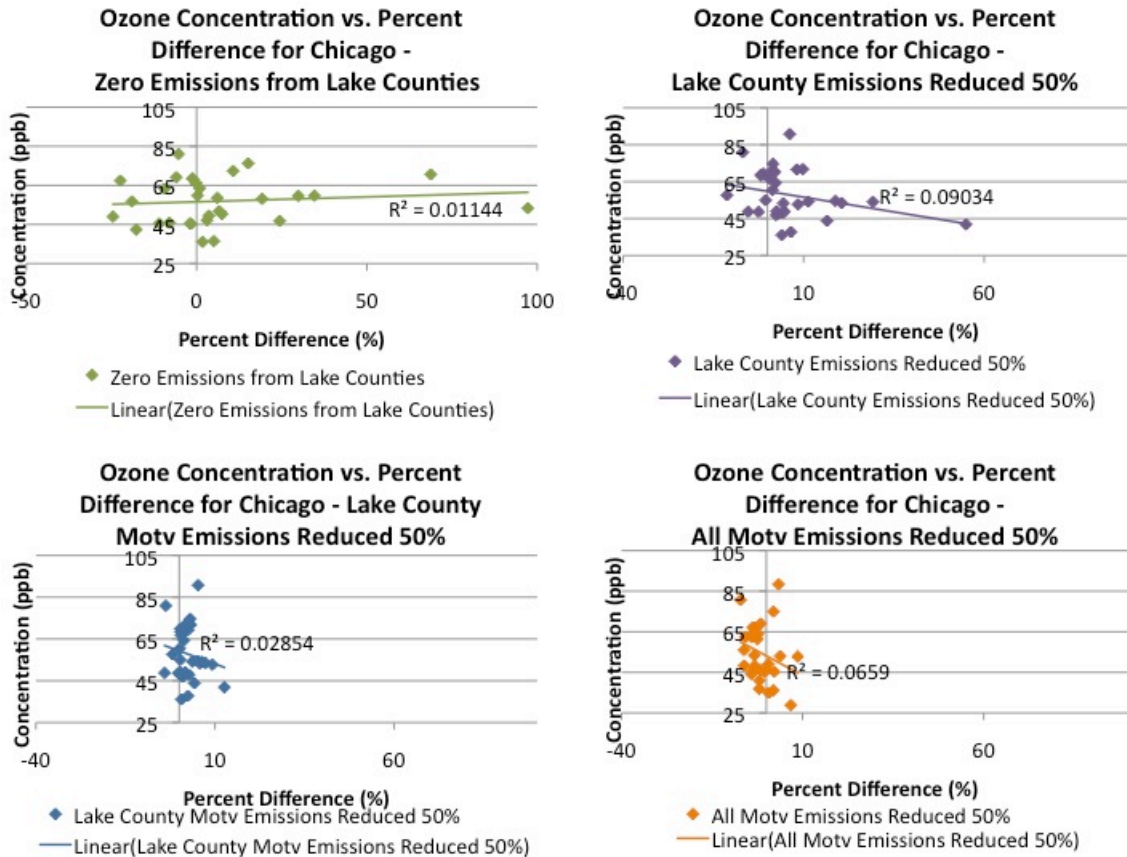 Ozone Concentration vs. Percent
Difference for Chicago -
Zero Emissions from Lake Counties
Concentration (ppb)
105
85
65
45
25
R² = 0.01144
-50
0
50
100
Percent Difference (%)
Zero Emissions from Lake Counties
Linear(Zero Emissions from Lake Counties)
Ozone Concentration vs. Percent
Difference for Chicago -
Lake County Emissions Reduced 50%
Concentration (ppb)
105
85
65
45
25
R² = 0.09034
-40
10
60
Percent Difference (%)
Lake County Emissions Reduced 50%
Linear(Lake County Emissions Reduced 50%)
Ozone Concentration vs. Percent
Difference for Chicago - Lake County
Motv Emissions Reduced 50%
Concentration (ppb)
105
85
65
45
25
R² = 0.02854
-40
10
60
Percent Difference (%)
Lake County Motv Emissions Reduced 50%
Linear(Lake County Motv Emissions Reduced 50%)
Ozone Concentration vs. Percent
Difference for Chicago -
All Motv Emissions Reduced 50%
Concentration (ppb)
105
85
65
45
25
R² = 0.0659
-40
10
60
Percent Difference (%)
All Motv Emissions Reduced 50%
Linear(All Motv Emissions Reduced 50%)